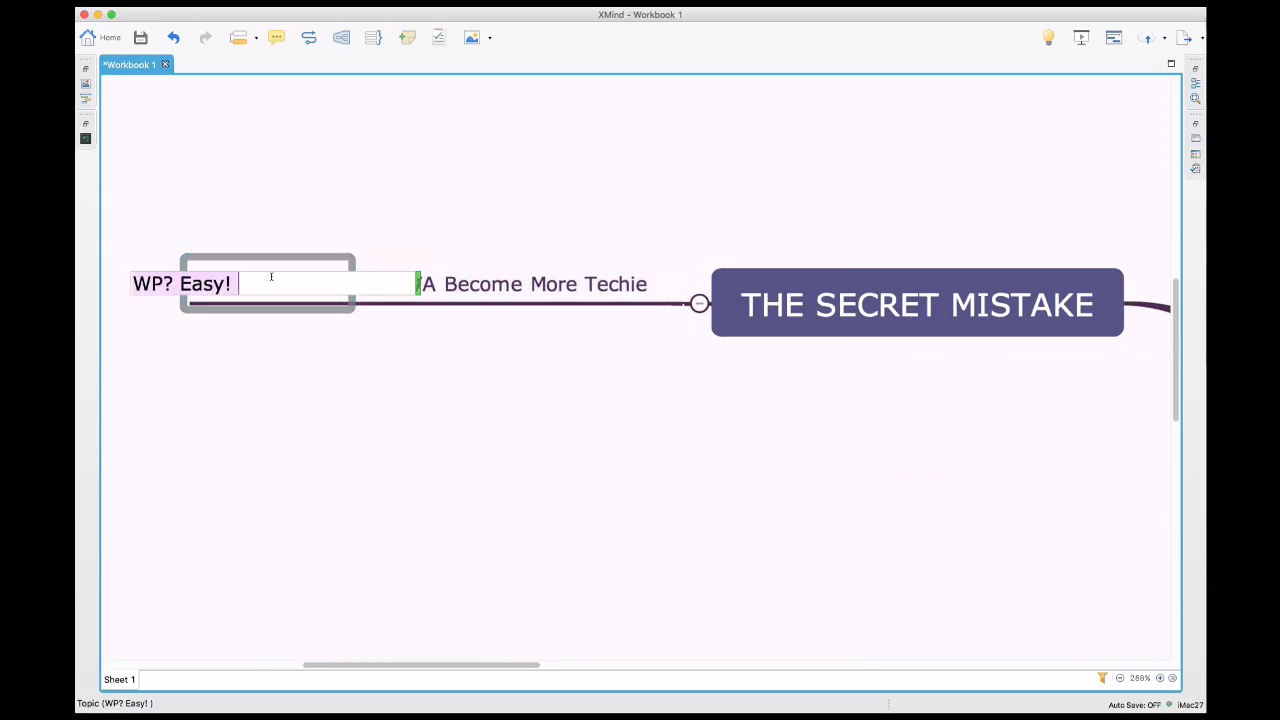 XMind - Workbook 1
Home
*Workbook 1
WP? Easy!
/A Become More Techie
THE SECRET MISTAKE
Sheet 1
288%
Topic (WP? Easy! )
Auto Save: OFF
iMac27